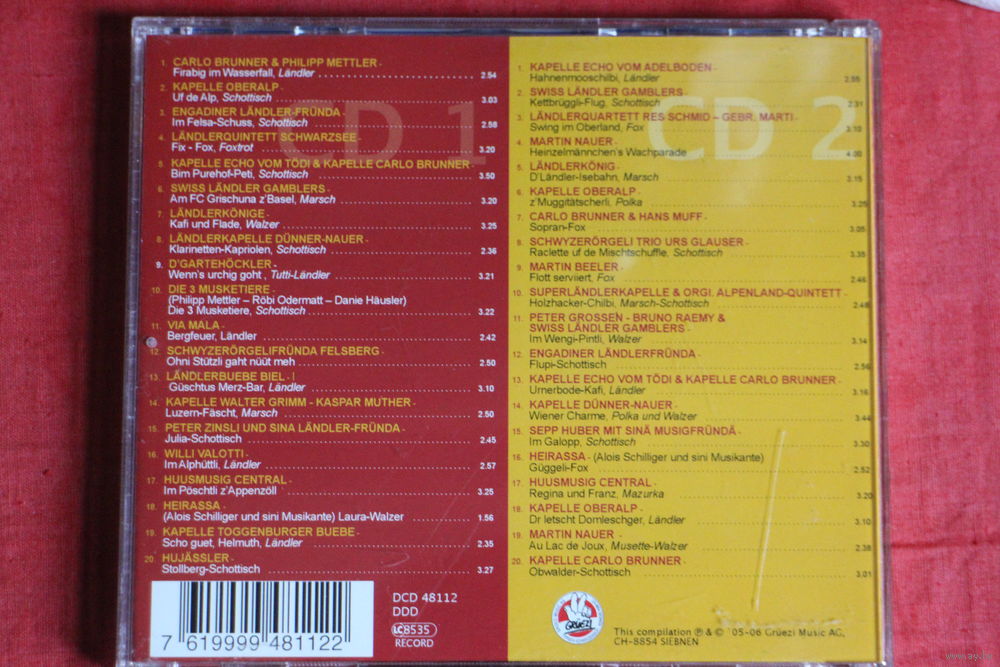 CD 1
1. CARLO BRUNNER & PHILIPP METTLER -
Firabig im Wasserfall, Ländler 2.54
2. KAPELLE OBERALP -
Uf de Alp, Schottisch 3.03
3. ENGADINER LÄNDLER-FRÜNDA -
Im Felsa-Schuss, Schottisch 2.58
4. LÄNDLERQUINTETT SCHWARZSEE -
Fix - Fox, Foxtrot 3.20
5. KAPELLE ECHO VOM TÖDI & KAPELLE CARLO BRUNNER -
Bim Purehof-Peti, Schottisch 3.50
6. SWISS LÄNDLER GAMBLERS -
Am FC Grischuna z'Basel, Marsch 3.20
7. LÄNDLERKÖNIGE -
Kafi und Flade, Walzer 3.25
8. LÄNDLERKAPELLE DÜNNER-NAUER -
Klarinetten-Kapriolen, Schottisch 2.36
9. D'GARTEHÖCKLER -
Wenn's urchig goht , Tutti-Ländler 3.21
10. DIE 3 MUSKETIERE -
(Philipp Mettler – Röbi Odermatt – Danie Häusler)
Die 3 Musketiere, Schottisch 3.22
11. VIA MALA -
Bergfeuer, Ländler 2.42
12. SCHWYZERÖRGELIFRÜNDA FELSBERG -
Ohni Stützli gaht nüüt meh 2.50
13. LÄNDLERBUEBE BIEL - I
Güschtus Merz-Bar, Ländler 3.10
14. KAPELLE WALTER GRIMM - KASPAR MUTHER -
Luzern-Fäscht, Marsch 2.50
15. PETER ZINSLI UND SINA LÄNDLER-FRÜNDA -
Julia-Schottisch 2.45
16. WILLI VALOTTI -
Im Alphüttli, Ländler 2.57
17. HUUSMUSIG CENTRAL -
Im Pöschtli z'Appenzöll 3.25
18. HEIRASSA -
(Alois Schilliger und sini Musikante) Laura-Walzer 1.56
19. KAPELLE TOGGENBURGER BUEBE -
Scho guet, Helmuth, Ländler 2.35
20. HUJÄSSLER -
Stollberg-Schottisch 3.27
7 619999 481122
DCD 48112
DDD
LC 8535
RECORD
CD 2
1. KAPELLE ECHO VOM ADELBODEN -
Hahnenmooschilbi, Ländler 2.55
2. SWISS LÄNDLER GAMBLERS -
Kettbrüggli-Flug, Schottisch 2.31
3. LÄNDLERQUARTETT RES SCHMID – GEBR. MARTI -
Swing im Oberland, Fox 3.10
4. MARTIN NAUER -
Heinzelmännchen's Wachparade 4.00
5. LÄNDLERKÖNIG -
D'Ländler-Isebahn, Marsch 3.15
6. KAPELLE OBERALP -
z'Muggitätscherli, Polka 3.25
7. CARLO BRUNNER & HANS MUFF -
Sopran-Fox 3.05
8. SCHWYZERÖRGELI TRIO URS GLAUSER -
Raclette uf de Mischtschuffle, Schottisch 3.35
9. MARTIN BEELER -
Flott serviiert, Fox
10. SUPERLÄNDLERKAPELLE & ORGI. ALPENLAND-QUINTETT -
Holzhacker-Chilbi, Marsch-Schottisch 2.48
11. PETER GROSSEN - BRUNO RAEMY &
SWISS LÄNDLER GAMBLERS -
Im Wengi-Pintli, Walzer 3.14
12. ENGADINER LÄNDLERFRÜNDA -
Flupi-Schottisch 2.56
13. KAPELLE ECHO VOM TÖDI & KAPELLE CARLO BRUNNER -
Urnerbode-Kafi, Ländler 3.16
14. KAPELLE DÜNNER-NAUER -
Wiener Charme, Polka und Walzer 3.44
15. SEPP HUBER MIT SINÄ MUSIGFRÜNDÄ -
Im Galopp, Schottisch 3.30
16. HEIRASSA - (Alois Schilliger und sini Musikante)
Güggeli-Fox 2.52
17. HUUSMUSIG CENTRAL -
Regina und Franz, Mazurka 3.20
18. KAPELLE OBERALP -
Dr letscht Domleschger, Ländler 3.10
19. MARTIN NAUER -
Au Lac de Joux, Musette-Walzer 2.38
20. KAPELLE CARLO BRUNNER -
Obwalder-Schottisch 3.01
GRÜEZI
This compilation ℗ & © '05-06 Grüezi Music AG,
CH-8854 SIEBNEN